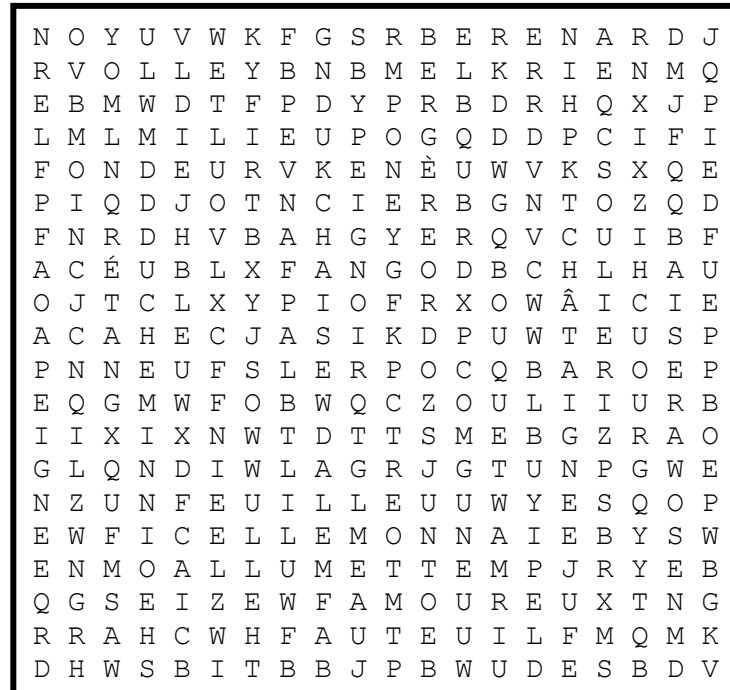 N O Y U V W K F G S R B E R E N A R D J
R V O L L E Y B N B M E L K R I E N M Q
E B M W D T F P D Y P R B D R H Q X J P
L M L M I L I E U P O G Q D D P C I F I
F O N D E U R V K E N È U W V K S X Q E
P I Q D J O T N C I E R B G N T O Z Q D
F N R D H V B A H G Y E R Q V C U I B F
A C É U B L X F A N G O D B C H L H A U
O J T C L X Y P I O F R X O W Â I C I E
A C A H E C J A S I K D P U W T E U S P
P N N E U F S L E R P O C Q B A R O E P
E Q G M W F O B W Q C Z O U L I I U R B
I I X I X N W T D T T S M E B G Z R A O
G L Q N D I W L A G R J G T U N P G W E
N Z U N F E U I L L E U U W Y E S Q O P
E W F I C E L L E M O N N A I E B Y S W
E N M O A L L U M E T T E M P J R Y E B
Q G S E I Z E W F A M O U R E U X T N G
R R A H C W H F A U T E U I L F M Q M K
D H W S B I T B B J P B W U D E S B D V